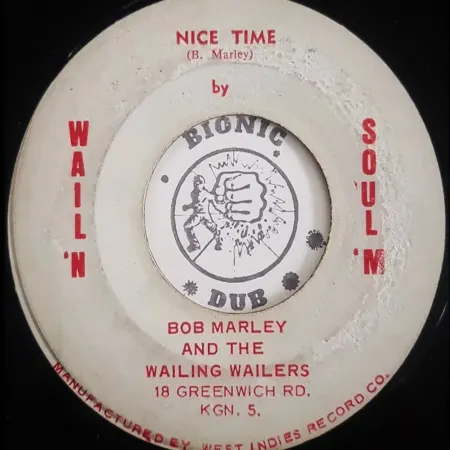 NICE TIME
(B. Marley)
by
WAIL'N
SOUL'M
BIONIC
DUB
BOB MARLEY
AND THE
WAILING WAILERS
18 GREENWICH RD.
KGN. 5.
MANUFACTURED BY WEST INDIES RECORD CO.